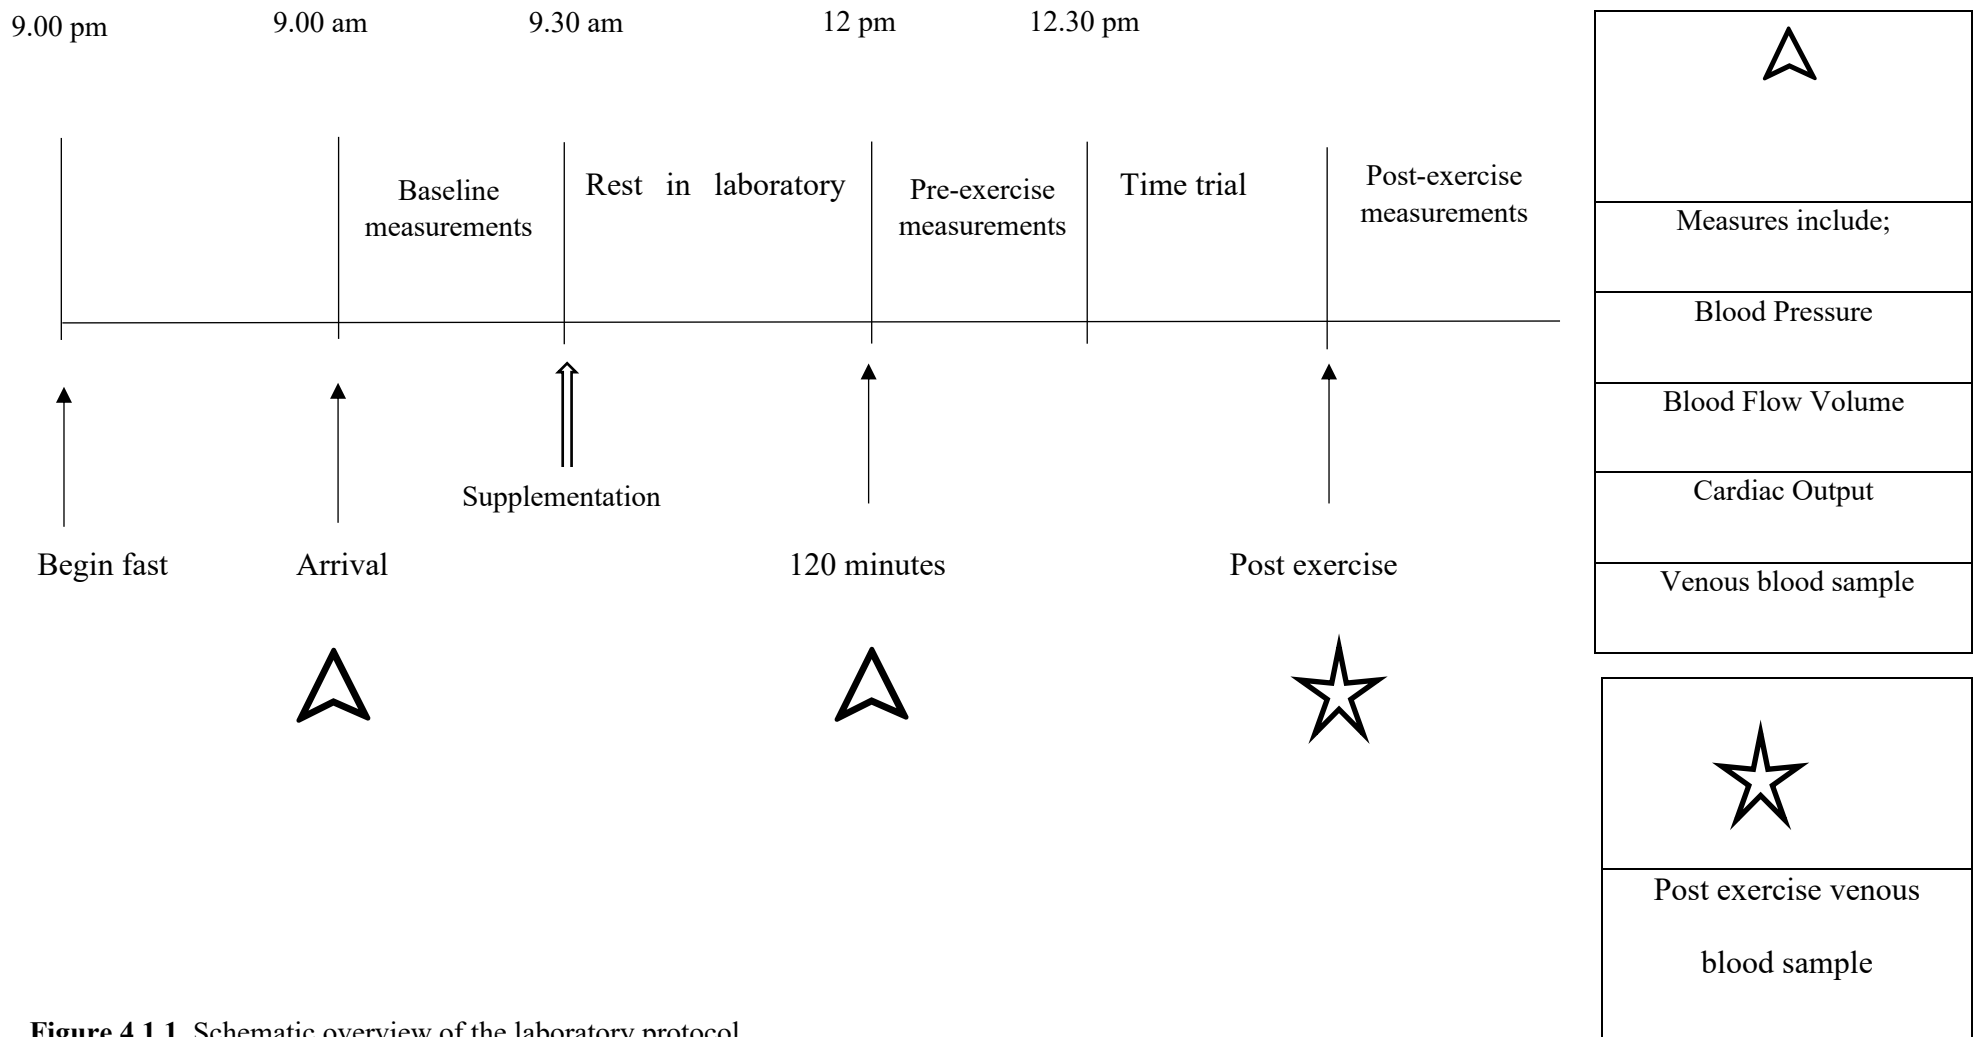 9.00 pm
9.00 am
9.30 am
12 pm
12.30 pm
Baseline
measurements
Rest in laboratory
Pre-exercise
measurements
Time trial
Post-exercise
measurements
Supplementation
Begin fast
Arrival
120 minutes
Post exercise
Measures include;
Blood Pressure
Blood Flow Volume
Cardiac Output
Venous blood sample
Post exercise venous
blood sample
Figure 4.1.1. Schematic overview of the laboratory protocol